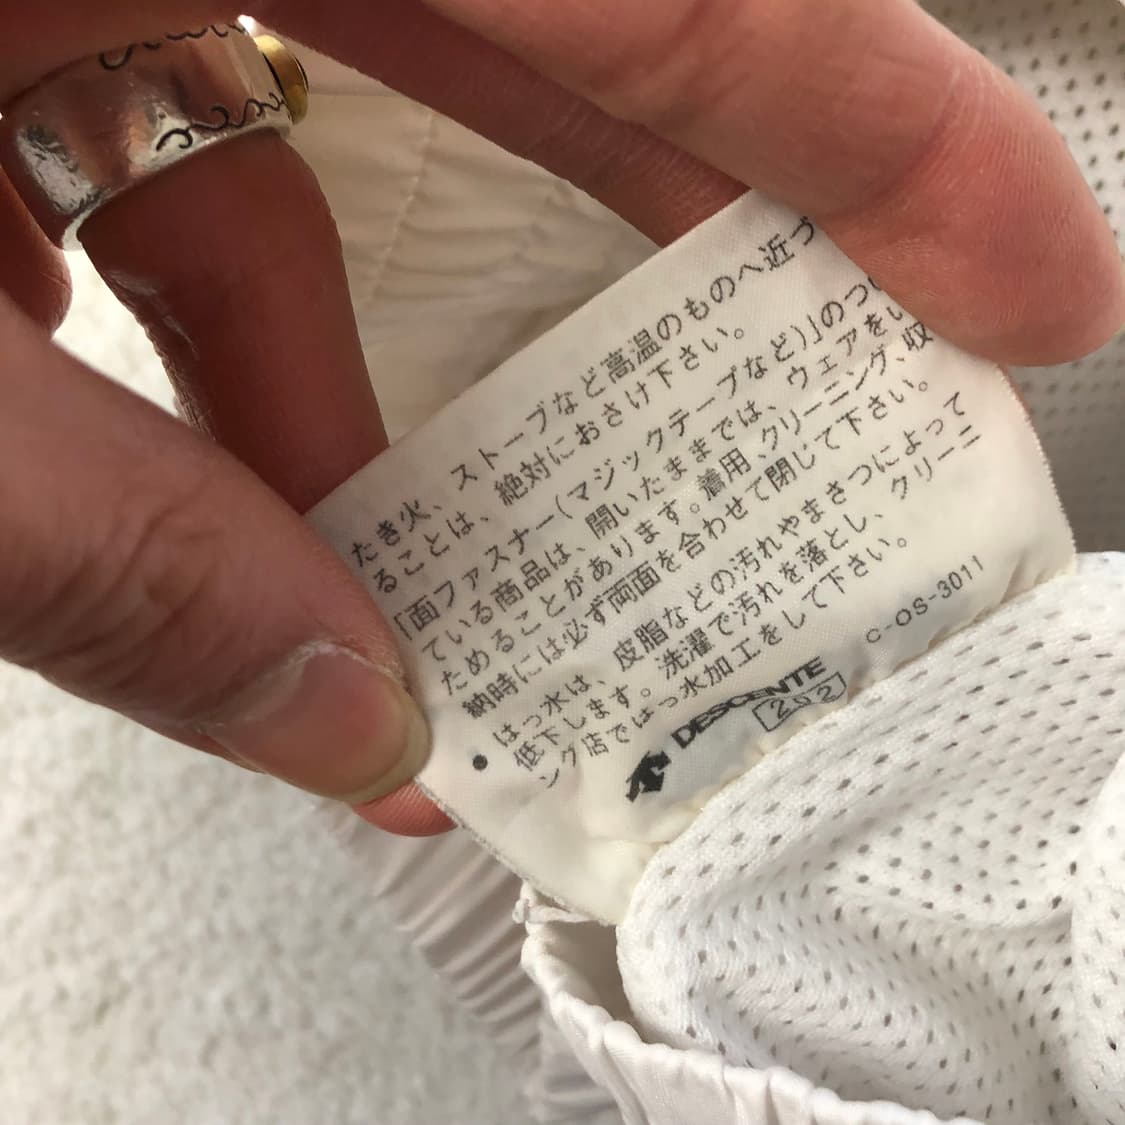 たき火、ストーブなど高温のものへ近づ
ることは、絶対におさけ下さい。
「面ファスナー(マジックテープなど)」のつい
ている商品は、開いたままでは、ウェアをい
ためることがあります。着用、クリーニング、収
納時には必ず両面を合わせて閉じて下さい。
● はっ水は、皮脂などの汚れやまさつによって
低下します。洗濯で汚れを落とし、クリーニ
ング店ではっ水加工をして下さい。
C-OS-3011
DESCENTE
202